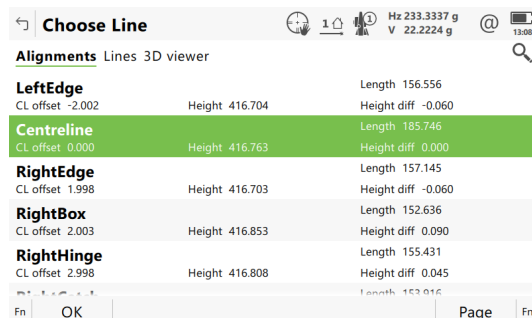 Choose Line
1
1
Hz 233.3337 g
V 22.2224 g
@
13:08
Alignments Lines 3D viewer
LeftEdge
Length 156.556
CL offset -2.002 Height 416.704 Height diff -0.060
Centreline
Length 185.746
CL offset 0.000 Height 416.763 Height diff 0.000
RightEdge
Length 157.145
CL offset 1.998 Height 416.703 Height diff -0.060
RightBox
Length 152.636
CL offset 2.003 Height 416.853 Height diff 0.090
RightHinge
Length 155.431
CL offset 2.998 Height 416.808 Height diff 0.045
Length 153.916
Fn OK Page Fn